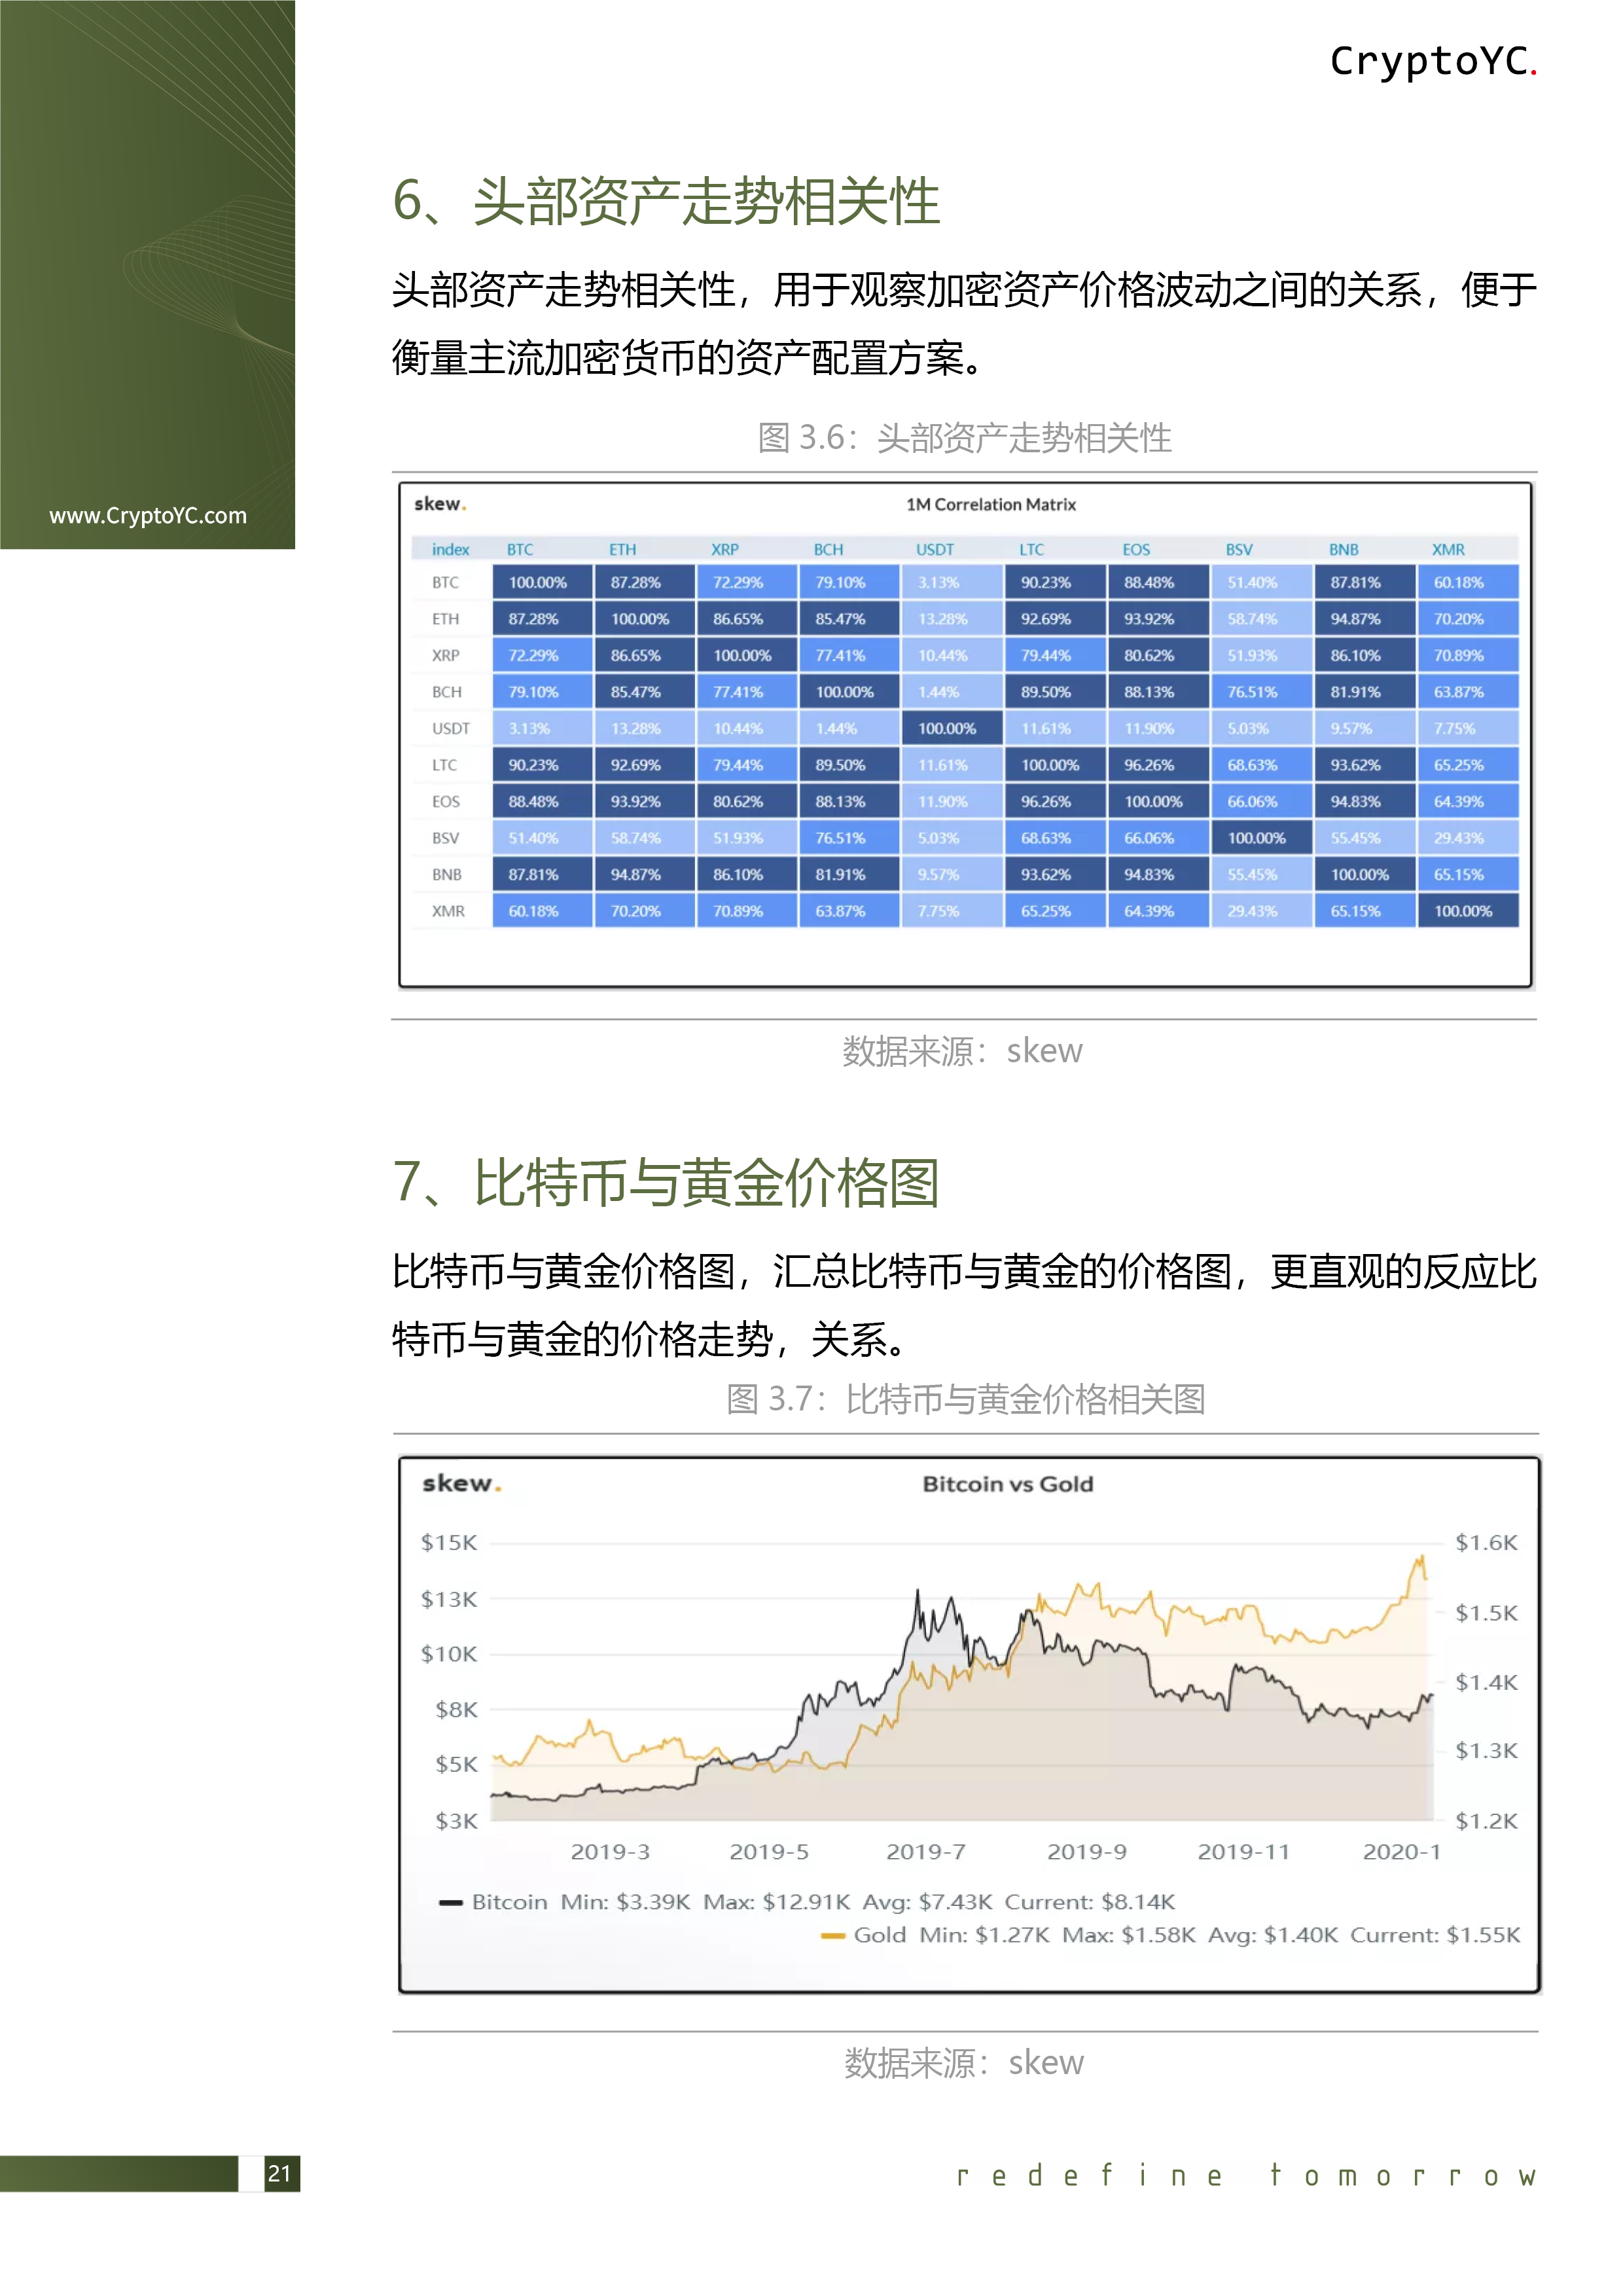 CryptoYC.
www.CryptoYC.com
6、头部资产走势相关性
头部资产走势相关性，用于观察加密资产价格波动之间的关系，便于
衡量主流加密货币的资产配置方案。
图 3.6：头部资产走势相关性
skew. 1M Correlation Matrix
index BTC ETH XRP BCH USDT LTC EOS BSV BNB XMR
BTC 100.00% 87.28% 72.29% 79.10% 3.13% 90.23% 88.48% 51.40% 87.81% 60.18%
ETH 87.28% 100.00% 86.65% 85.47% 13.28% 92.69% 93.92% 58.74% 94.87% 70.20%
XRP 72.29% 86.65% 100.00% 77.41% 10.44% 79.44% 80.62% 51.93% 86.10% 70.89%
BCH 79.10% 85.47% 77.41% 100.00% 1.44% 89.50% 88.13% 76.51% 81.91% 63.87%
USDT 3.13% 13.28% 10.44% 1.44% 100.00% 11.61% 11.90% 5.03% 9.57% 7.75%
LTC 90.23% 92.69% 79.44% 89.50% 11.61% 100.00% 96.26% 68.63% 93.62% 65.25%
EOS 88.48% 93.92% 80.62% 88.13% 11.90% 96.26% 100.00% 66.06% 94.83% 64.39%
BSV 51.40% 58.74% 51.93% 76.51% 5.03% 68.63% 66.06% 100.00% 55.45% 29.43%
BNB 87.81% 94.87% 86.10% 81.91% 9.57% 93.62% 94.83% 55.45% 100.00% 65.15%
XMR 60.18% 70.20% 70.89% 63.87% 7.75% 65.25% 64.39% 29.43% 65.15% 100.00%
数据来源：skew
7、比特币与黄金价格图
比特币与黄金价格图，汇总比特币与黄金的价格图，更直观的反应比
特币与黄金的价格走势，关系。
图 3.7：比特币与黄金价格相关图
skew. Bitcoin vs Gold
$15K $1.6K
$13K $1.5K
$10K $1.4K
$8K
$5K $1.3K
$3K $1.2K
2019-3 2019-5 2019-7 2019-9 2019-11 2020-1
Bitcoin Min: $3.39K Max: $12.91K Avg: $7.43K Current: $8.14K
Gold Min: $1.27K Max: $1.58K Avg: $1.40K Current: $1.55K
数据来源：skew
21
redefine tomorrow